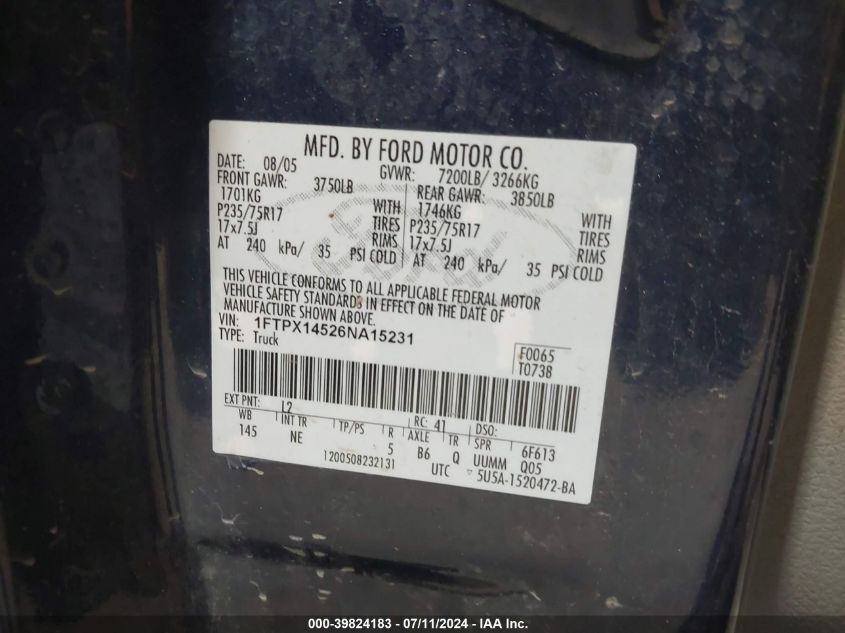 MFD. BY FORD MOTOR CO.
DATE: 08/05 GVWR: 7200LB/ 3266KG
FRONT GAWR: 3750LB REAR GAWR: 3850LB
1701KG WITH 1746KG WITH
P235/75R17 TIRES P235/75R17 TIRES
17x7.5J RIMS 17x7.5J RIMS
AT 240 kPa/ 35 PSI COLD AT 240 kPa/ 35 PSI COLD
THIS VEHICLE CONFORMS TO ALL APPLICABLE FEDERAL MOTOR
VEHICLE SAFETY STANDARDS IN EFFECT ON THE DATE OF
MANUFACTURE SHOWN ABOVE.
VIN: 1FTPX14526NA15231
TYPE: Truck
F0065
T0738
EXT PNT: L2 RC: 41 DSO:
WB INT TR TP/PS R AXLE TR SPR 6F613
145 NE 5 B6 Q UUMM Q05
1200508232131 UTC ▽ 5U5A-1520472-BA
000-39824183 - 07/11/2024 - IAA Inc.